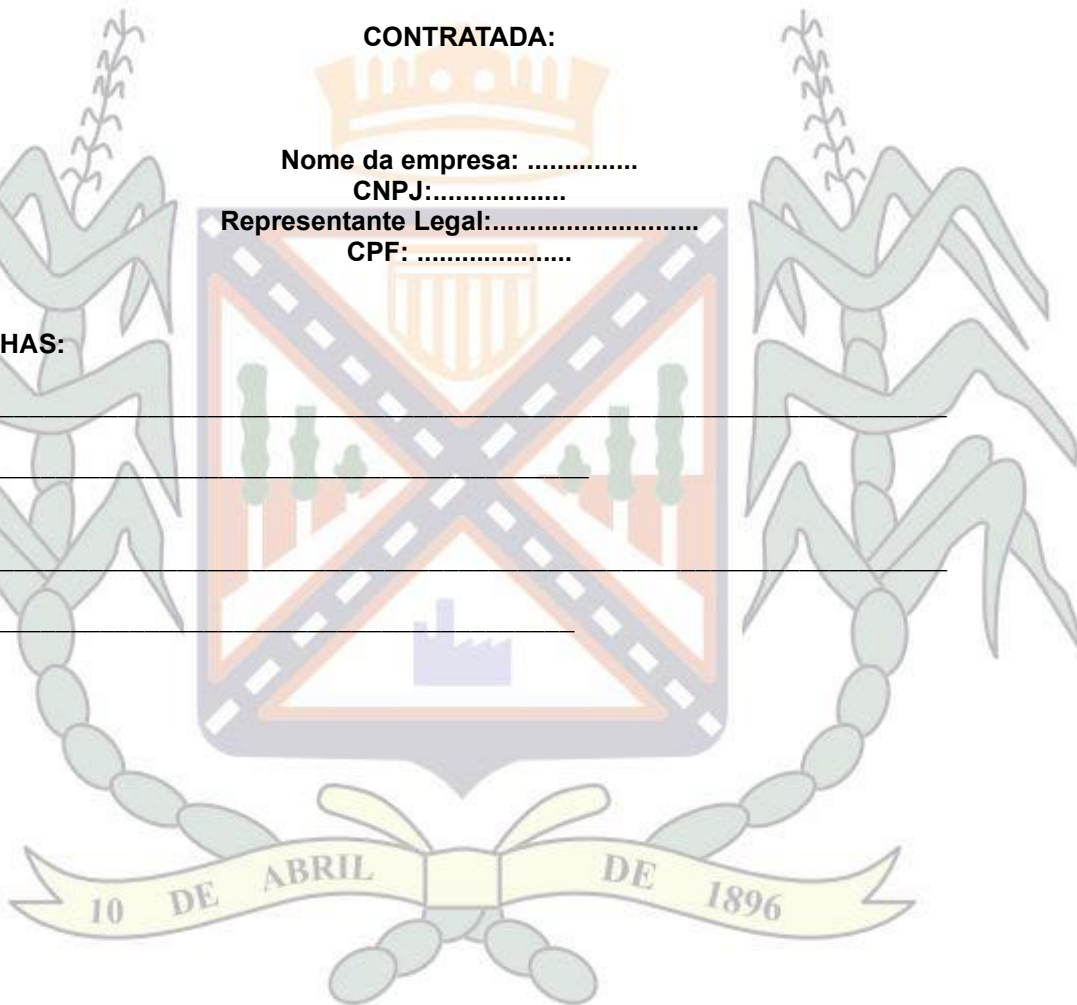 CONTRATADA:
Nome da empresa: ...............
CNPJ:..................
Representante Legal:............................
CPF: .....................
HAS:
10 DE ABRIL DE 1896